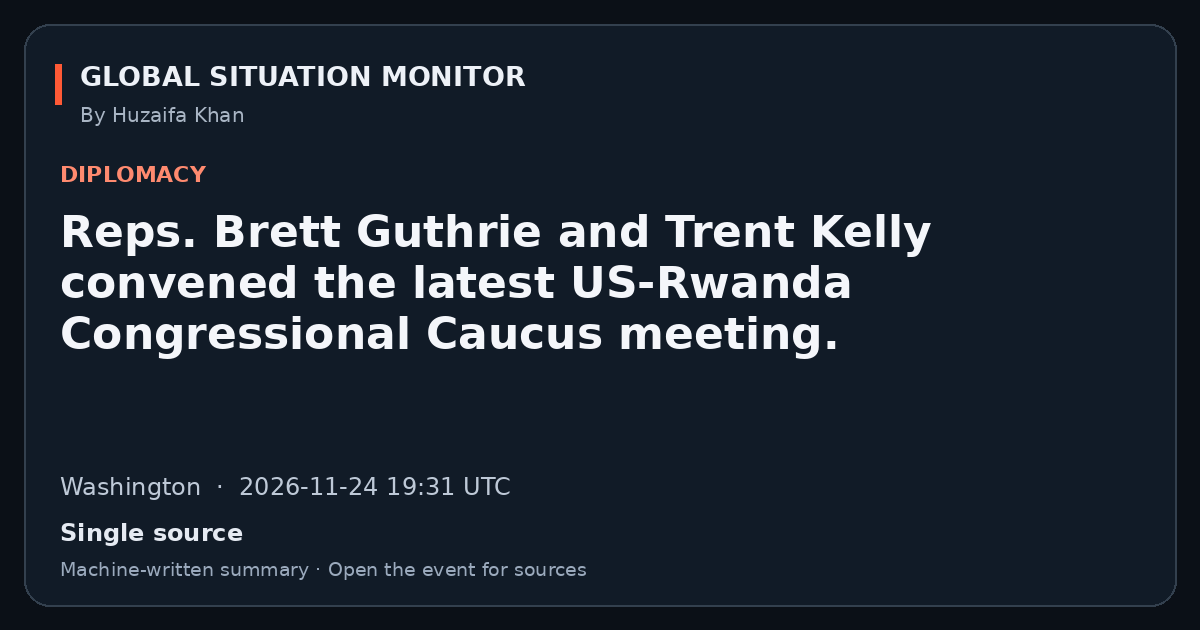 GLOBAL SITUATION MONITOR
By Huzaifa Khan
DIPLOMACY
Reps. Brett Guthrie and Trent Kelly
convened the latest US-Rwanda
Congressional Caucus meeting.
Washington · 2026-11-24 19:31 UTC
Single source
Machine-written summary · Open the event for sources